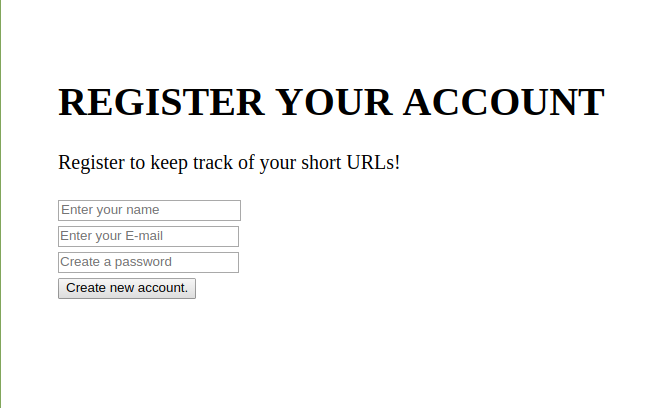 REGISTER YOUR ACCOUNT
Register to keep track of your short URLs!
Enter your name
Enter your E-mail
Create a password
Create new account.